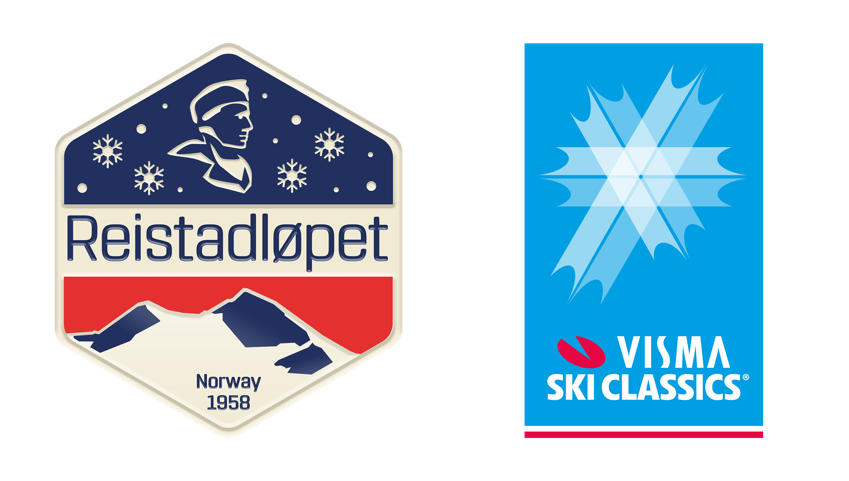 Reistadløpet
Norway
1958
VISMA
SKI CLASSICS®